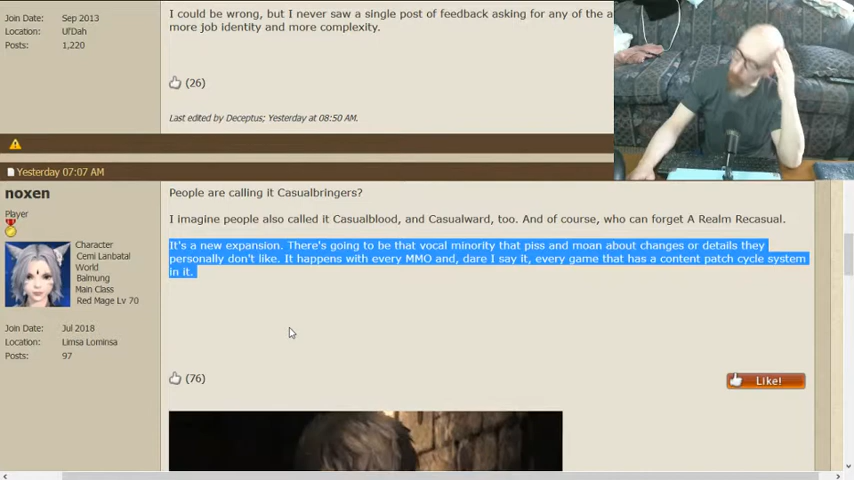 Join Date: Sep 2013
Location: Ul'Dah
Posts: 1,220
I could be wrong, but I never saw a single post of feedback asking for any of the a
more job identity and more complexity.
(26)
Last edited by Deceptus; Yesterday at 08:50 AM.
Yesterday 07:07 AM
noxen
Player
Character
Cemi Lanbatal
World
Balmung
Main Class
Red Mage Lv 70
Join Date: Jul 2018
Location: Limsa Lominsa
Posts: 97
People are calling it Casualbringers?
I imagine people also called it Casualblood, and Casualward, too. And of course, who can forget A Realm Recasual.
It's a new expansion. There's going to be that vocal minority that piss and moan about changes or details they
personally don't like. It happens with every MMO and, dare I say it, every game that has a content patch cycle system
in it.
(76)
Like!